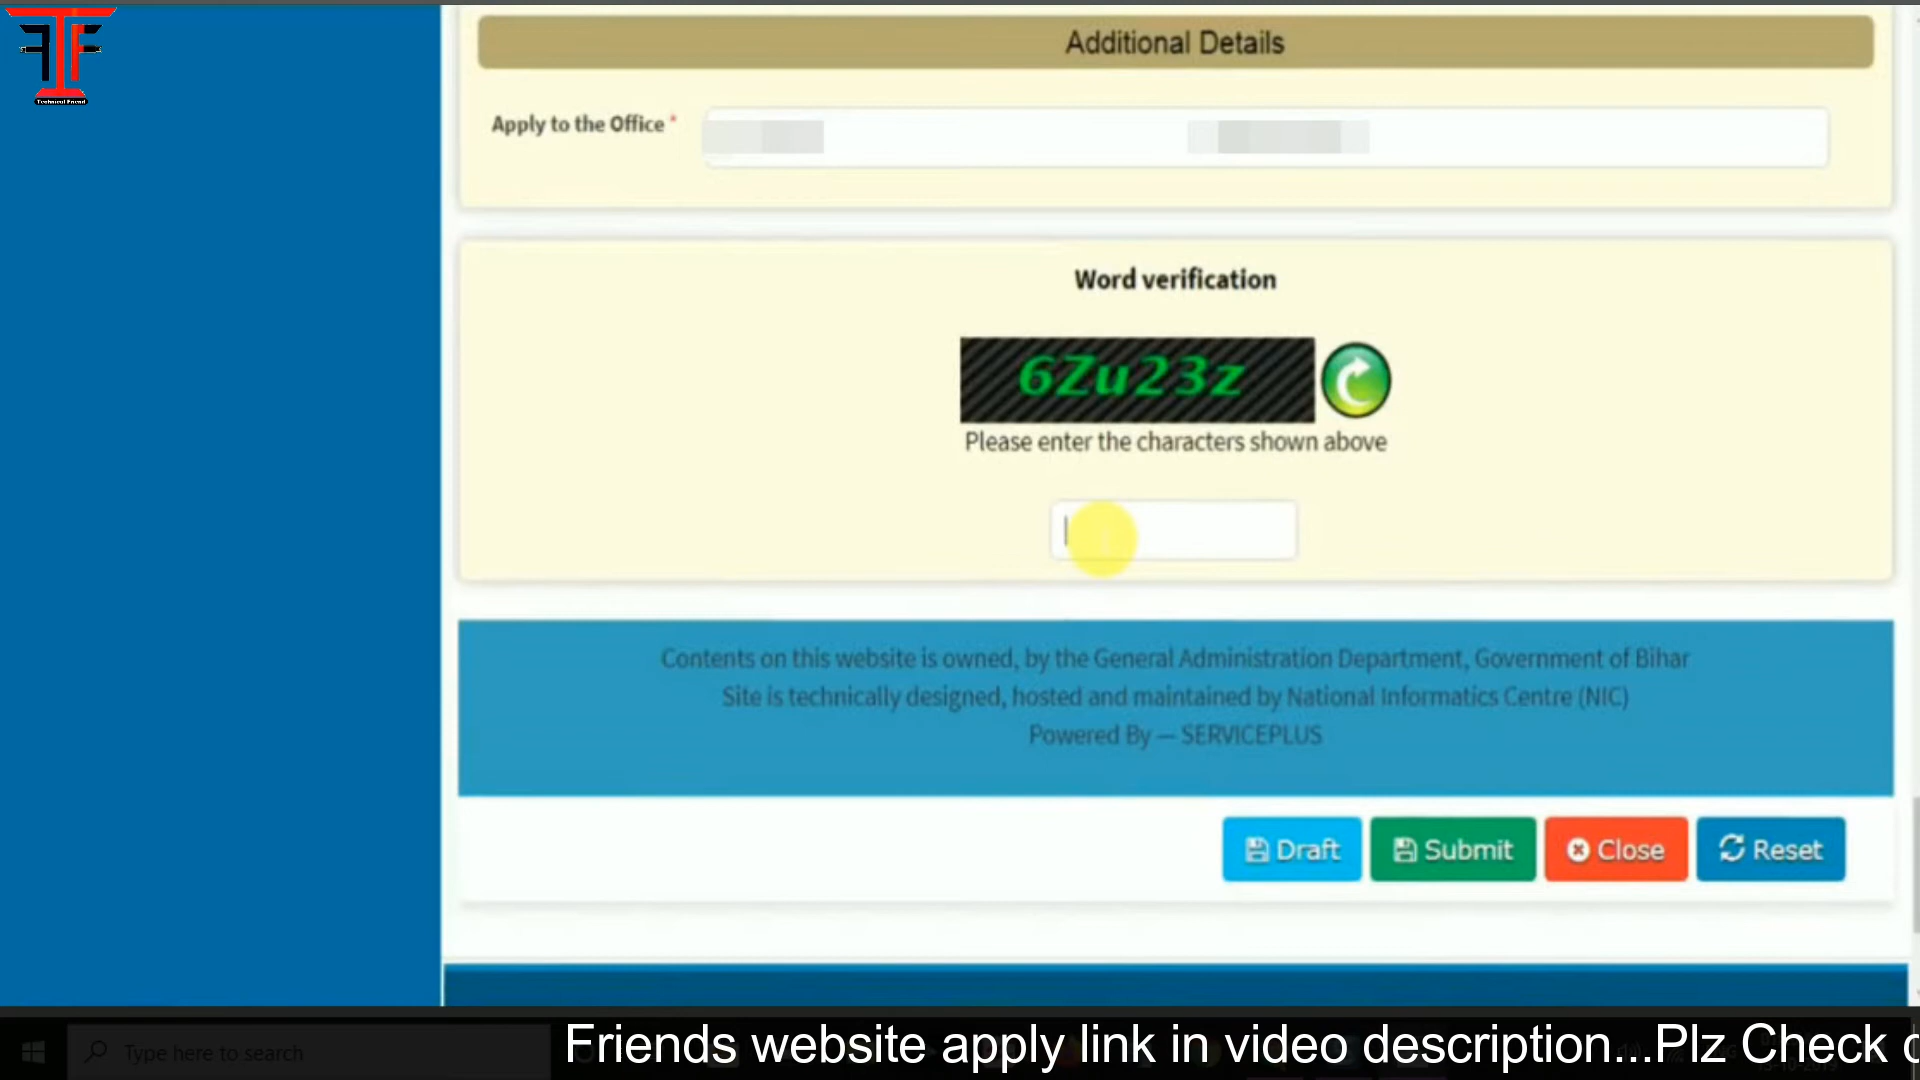 Technical Friend
Additional Details
Apply to the Office *
Word verification
6Zu23z
Please enter the characters shown above
Contents on this website is owned, by the General Administration Department, Government of Bihar
Site is technically designed, hosted and maintained by National Informatics Centre (NIC)
Powered By — SERVICEPLUS
Draft Submit Close Reset
Type here to search
Friends website apply link in video description...Plz Check